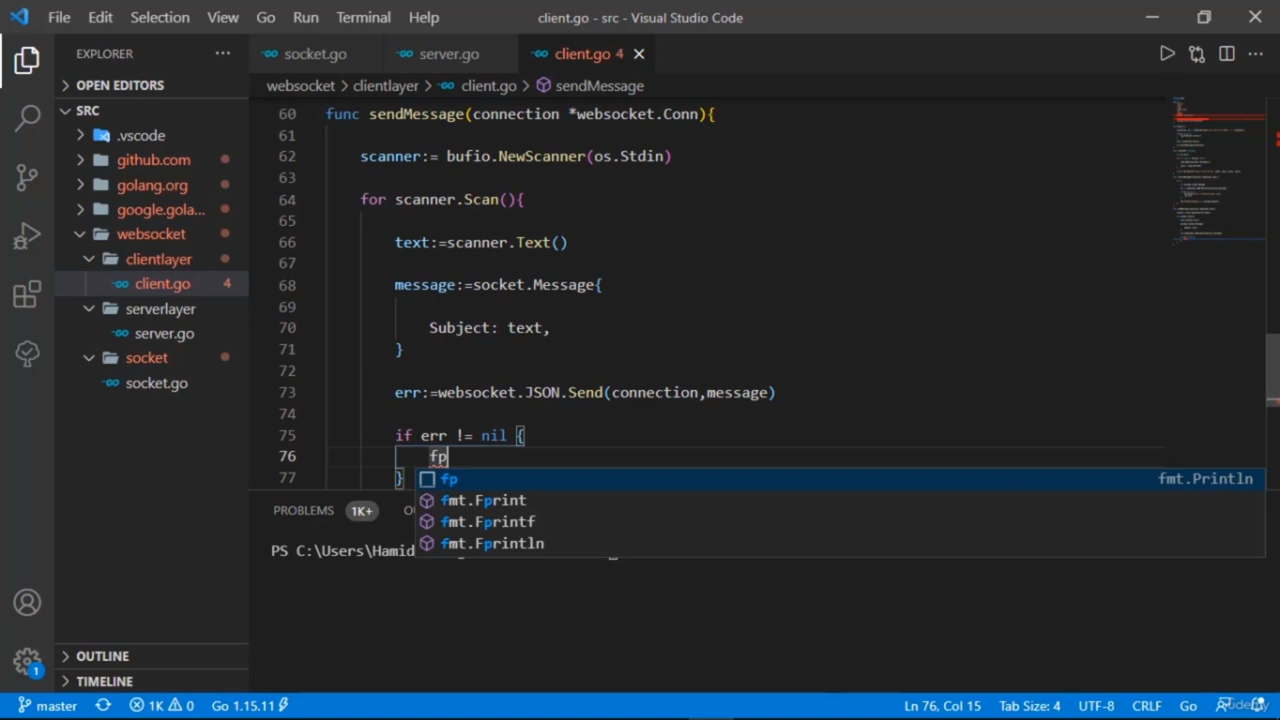 File Edit Selection View Go Run Terminal Help client.go - src - Visual Studio Code
EXPLORER ··· socket.go server.go client.go 4
OPEN EDITORS websocket > clientlayer > client.go > sendMessage
SRC
.vscode
github.com
golang.org
google.gola...
websocket
clientlayer
client.go 4
serverlayer
server.go
socket
socket.go
60 func sendMessage(connection *websocket.Conn){
61
62 scanner:= bufio.NewScanner(os.Stdin)
63
64 for scanner.Scan(){
65
66 text:=scanner.Text()
67
68 message:=socket.Message{
69
70 Subject: text,
71 }
72
73 err:=websocket.JSON.Send(connection,message)
74
75 if err != nil {
76 fp
77 }
fp fmt.Println
fmt.Fprint
fmt.Fprintf
fmt.Fprintln
PROBLEMS 1K+
PS C:\Users\Hamid
OUTLINE
TIMELINE
1
master 1K 0 Go 1.15.11 Ln 76, Col 15 Tab Size: 4 UTF-8 CRLF Go
Udemy